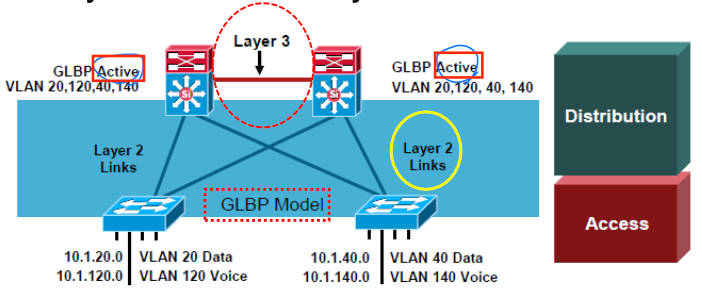 Layer 3
GLBP Active
VLAN 20,120,40,140
GLBP Active
VLAN 20,120, 40, 140
Si
Si
Distribution
Layer 2
Links
Layer 2
Links
GLBP Model
Access
10.1.20.0 VLAN 20 Data
10.1.120.0 VLAN 120 Voice
10.1.40.0 VLAN 40 Data
10.1.140.0 VLAN 140 Voice